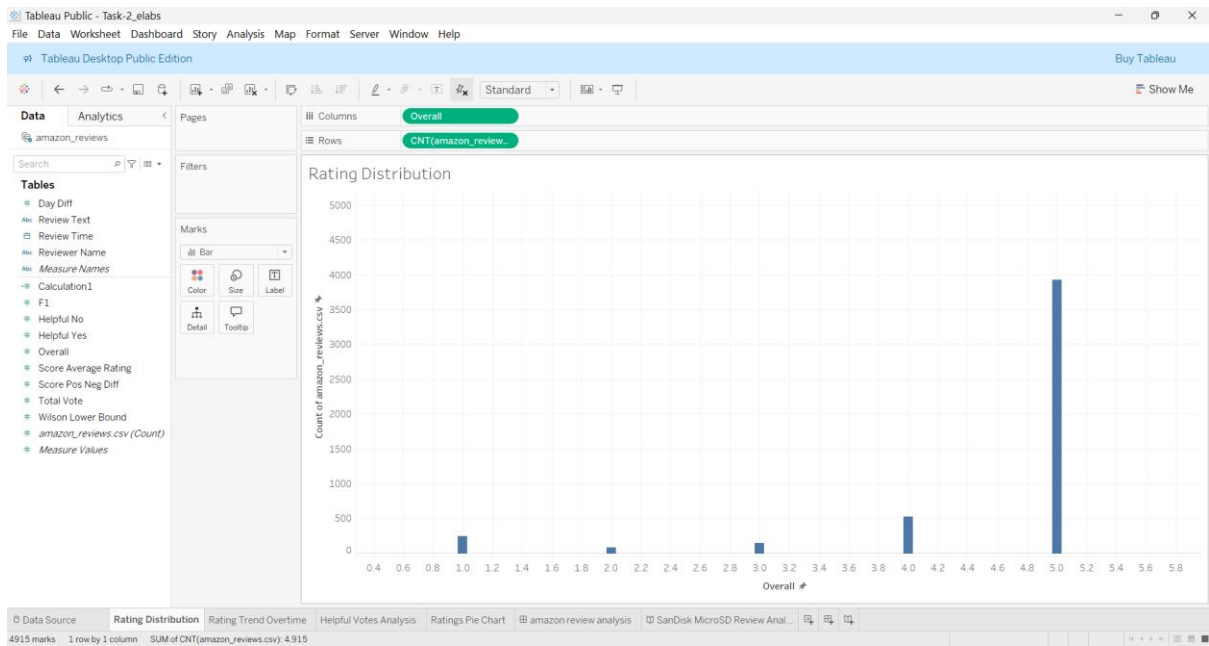 Tableau Public - Task-2_elabs
File Data Worksheet Dashboard Story Analysis Map Format Server Window Help
Tableau Desktop Public Edition
Buy Tableau
Standard
Show Me
Data Analytics
Pages
Columns
Overall
amazon_reviews
Rows
CNT(amazon_review..
Search
Filters
Rating Distribution
Tables
Day Diff
Abc Review Text
Review Time
Abc Reviewer Name
Abc Measure Names
Calculation1
F1
Helpful No
Helpful Yes
Overall
Score Average Rating
Score Pos Neg Diff
Total Vote
Wilson Lower Bound
amazon_reviews.csv (Count)
Measure Values
Marks
Bar
Color Size Label
Detail Tooltip
Count of amazon_reviews.csv
5000
4500
4000
3500
3000
2500
2000
1500
1000
500
0
0.4 0.6 0.8 1.0 1.2 1.4 1.6 1.8 2.0 2.2 2.4 2.6 2.8 3.0 3.2 3.4 3.6 3.8 4.0 4.2 4.4 4.6 4.8 5.0 5.2 5.4 5.6 5.8
Overall
Data Source Rating Distribution Rating Trend Overtime Helpful Votes Analysis Ratings Pie Chart amazon review analysis SanDisk MicroSD Review Anal...
4915 marks 1 row by 1 column SUM of CNT(amazon_reviews.csv): 4.915